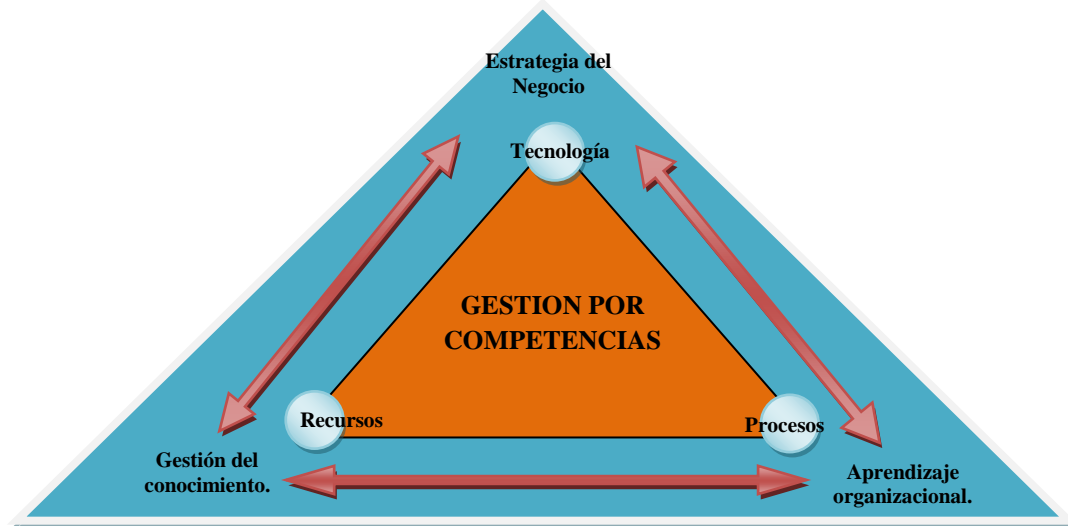 Estrategia del
Negocio
Tecnología
GESTION POR
COMPETENCIAS
Recursos
Procesos
Gestión del
conocimiento.
Aprendizaje
organizacional.